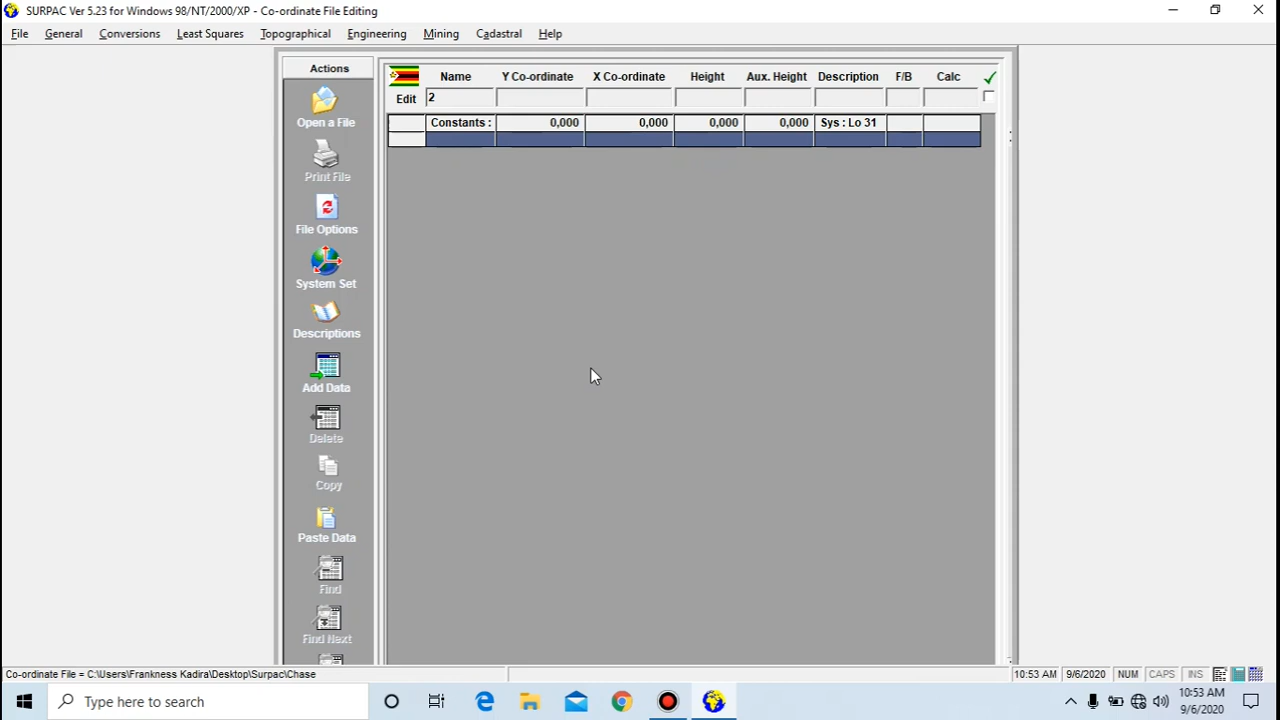 SURPAC Ver 5.23 for Windows 98/NT/2000/XP - Co-ordinate File Editing
File General Conversions Least Squares Topographical Engineering Mining Cadastral Help
Actions
Open a File
Print File
File Options
System Set
Descriptions
Add Data
Delete
Copy
Paste Data
Find
Find Next
Name Y Co-ordinate X Co-ordinate Height Aux. Height Description F/B Calc
Edit 2
Constants : 0,000 0,000 0,000 0,000 Sys : Lo 31
Co-ordinate File = C:\Users\Frankness Kadira\Desktop\Surpac\Chase 10:53 AM 9/6/2020 NUM CAPS INS
Type here to search
10:53 AM
9/6/2020